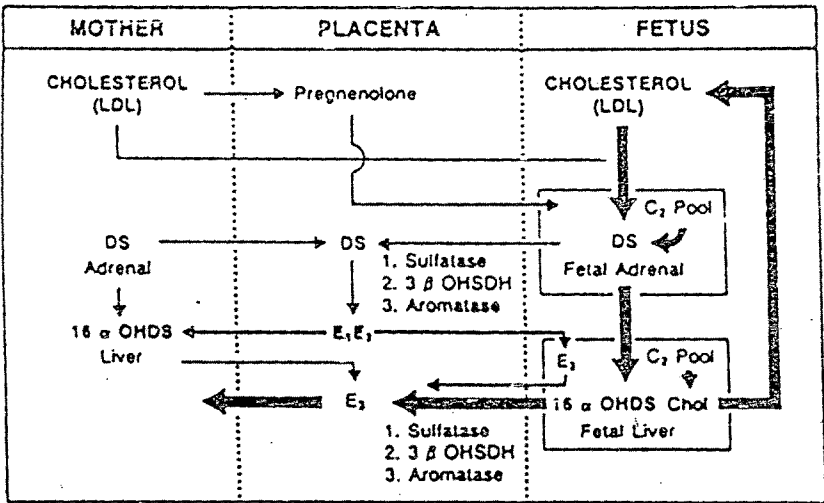 MOTHER PLACENTA FETUS
CHOLESTEROL
(LDL)
Pregnenolone
CHOLESTEROL
(LDL)
C₂ Pool
DS
Adrenal
DS
DS
Fetal Adrenal
1. Sulfatase
2. 3 β OHSDH
3. Aromatase
16 α OHDS
Liver
E₁E₂
E₃
C₂ Pool
E₃
16 α OHDS Chol
Fetal Liver
1. Sulfatase
2. 3 β OHSDH
3. Aromatase